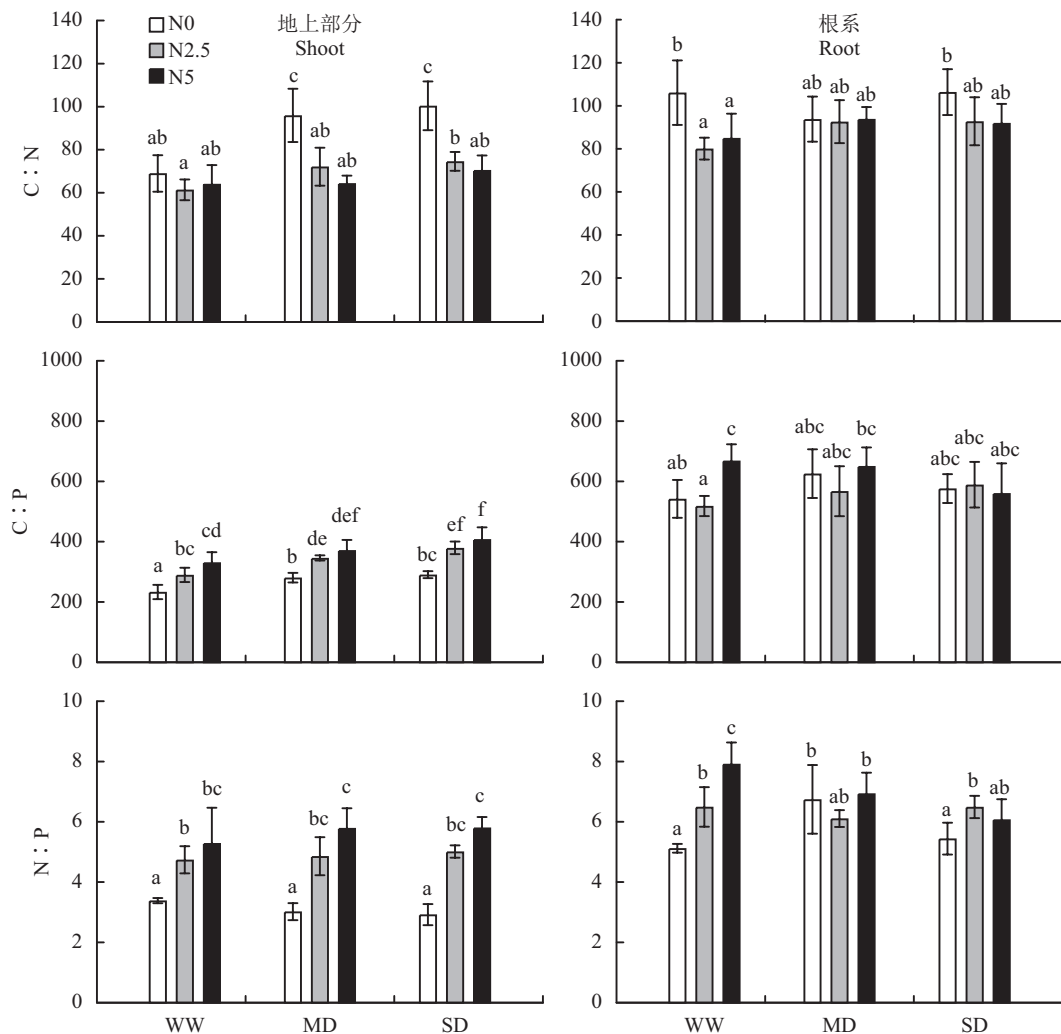 140
120
100
80
60
40
20
0
C：N
N0
N2.5
N5
地上部分
Shoot
ab
a
ab
c
ab
ab
c
b
ab
140
120
100
80
60
40
20
0
根系
Root
b
a
a
ab
ab
ab
b
ab
ab
1000
800
600
400
200
0
C：P
a
bc
cd
b
de
def
bc
ef
f
1000
800
600
400
200
0
ab
a
c
abc
abc
bc
abc
abc
abc
10
8
6
4
2
0
N：P
a
b
bc
a
bc
c
a
bc
c
WW MD SD
10
8
6
4
2
0
a
b
c
b
ab
b
a
b
ab
WW MD SD